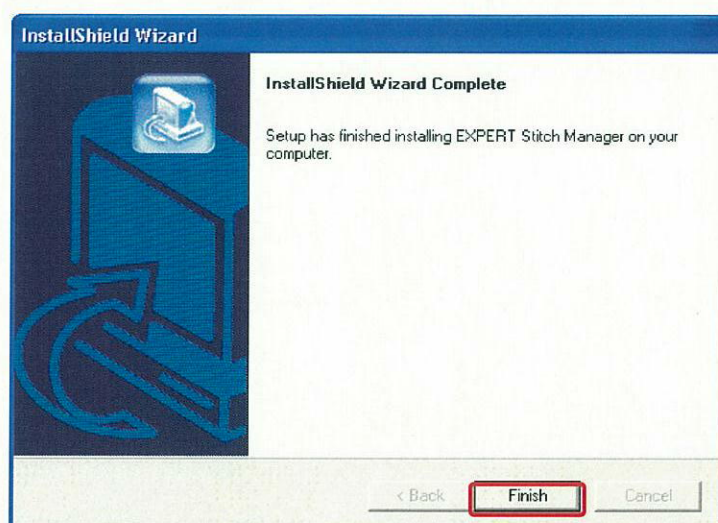 InstallShield Wizard
InstallShield Wizard Complete
Setup has finished installing EXPERT Stitch Manager on your
computer.
< Back
Finish
Cancel